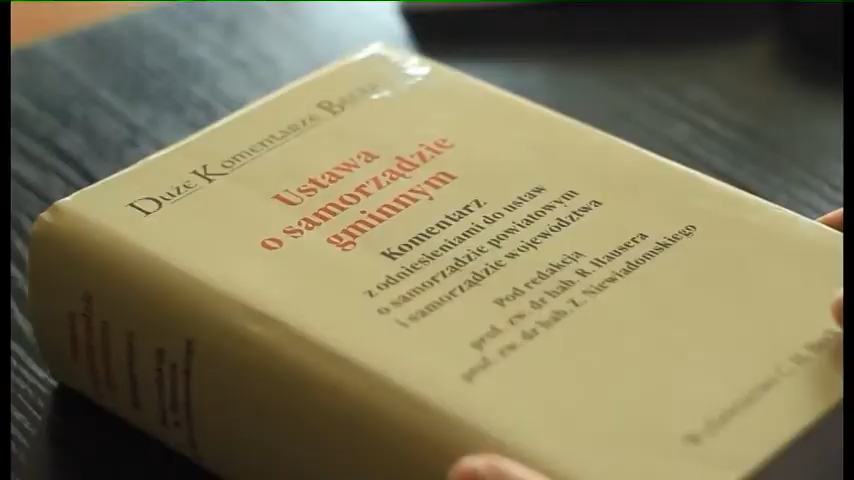 Duże Komentarze Becka
Ustawa
o samorządzie
gminnym
Komentarz
z odniesieniami do ustaw
o samorządzie powiatowym
i samorządzie województwa
Pod redakcją
prof. zw. dr hab. R. Hausera
prof. zw. dr hab. Z. Niewiadomskiego
Wydawnictwo C. H. Beck